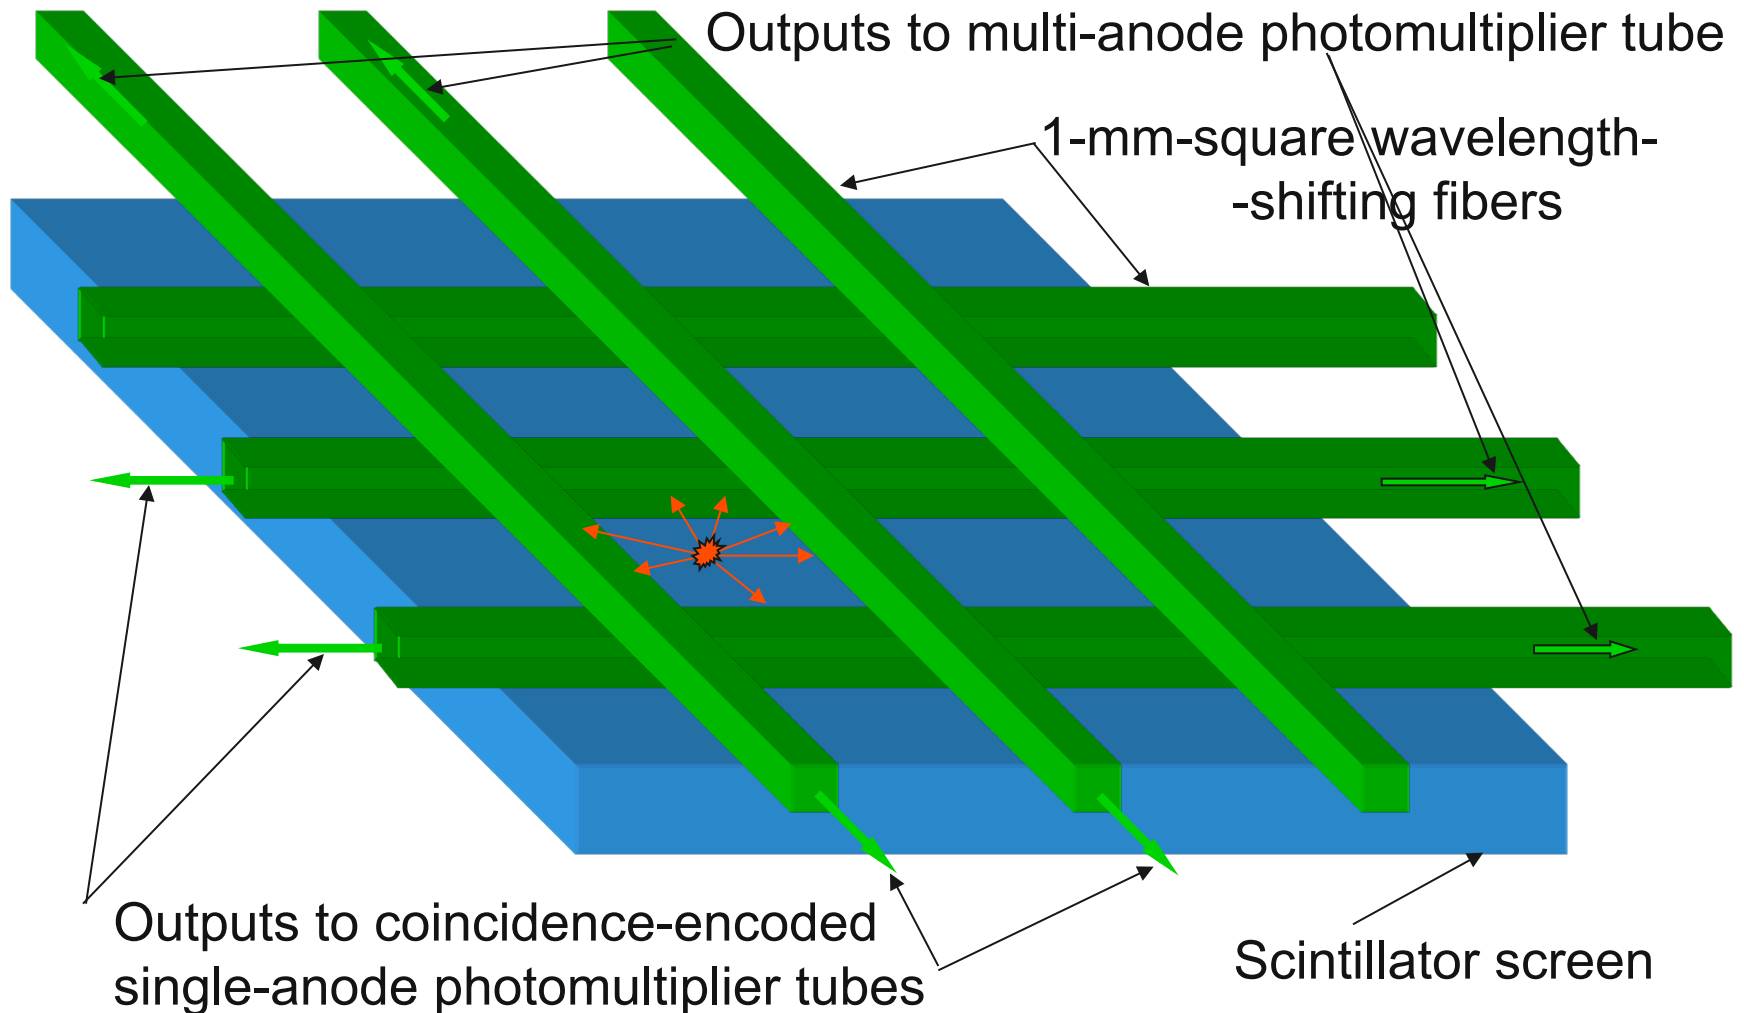 Outputs to multi-anode photomultiplier tube
1-mm-square wavelength-
-shifting fibers
Outputs to coincidence-encoded
single-anode photomultiplier tubes
Scintillator screen